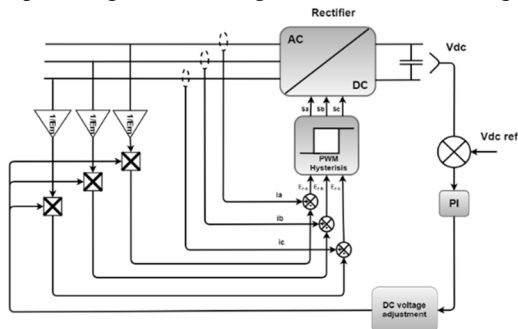 Rectifier
AC
DC
Vdc
Sa Sb Sc
1/Em 1/Em 1/Em
PWM
Hysterisis
Vdc ref
PI
ia
ib
ic
DC voltage
adjustment